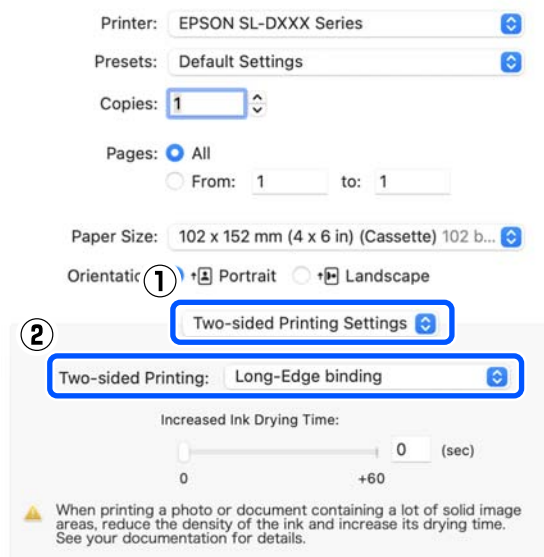 Printer: EPSON SL-DXXX Series
Presets: Default Settings
Copies: 1
Pages: All
From: 1 to: 1
Paper Size: 102 x 152 mm (4 x 6 in) (Cassette) 102 b...
Orientatic Portrait Landscape
①
Two-sided Printing Settings
②
Two-sided Printing: Long-Edge binding
Increased Ink Drying Time:
0 (sec)
0 +60
When printing a photo or document containing a lot of solid image
areas, reduce the density of the ink and increase its drying time.
See your documentation for details.